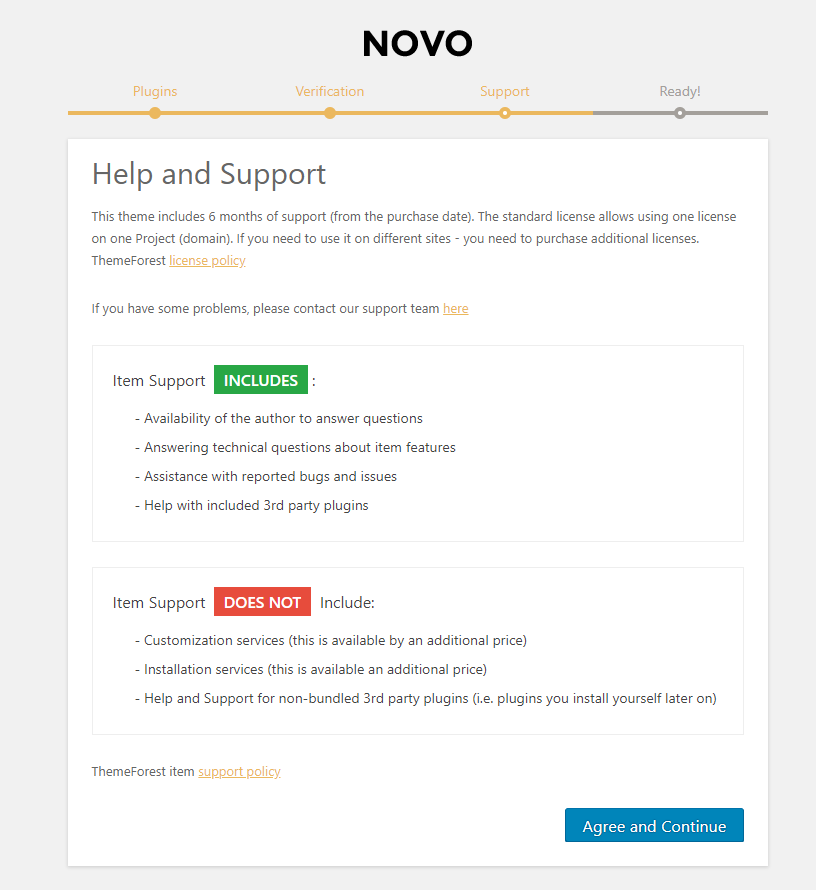 NOVO
Plugins
Verification
Support
Ready!
Help and Support
This theme includes 6 months of support (from the purchase date). The standard license allows using one license
on one Project (domain). If you need to use it on different sites - you need to purchase additional licenses.
ThemeForest license policy
If you have some problems, please contact our support team here
Item Support INCLUDES :
- Availability of the author to answer questions
- Answering technical questions about item features
- Assistance with reported bugs and issues
- Help with included 3rd party plugins
Item Support DOES NOT Include:
- Customization services (this is available by an additional price)
- Installation services (this is available an additional price)
- Help and Support for non-bundled 3rd party plugins (i.e. plugins you install yourself later on)
ThemeForest item support policy
Agree and Continue